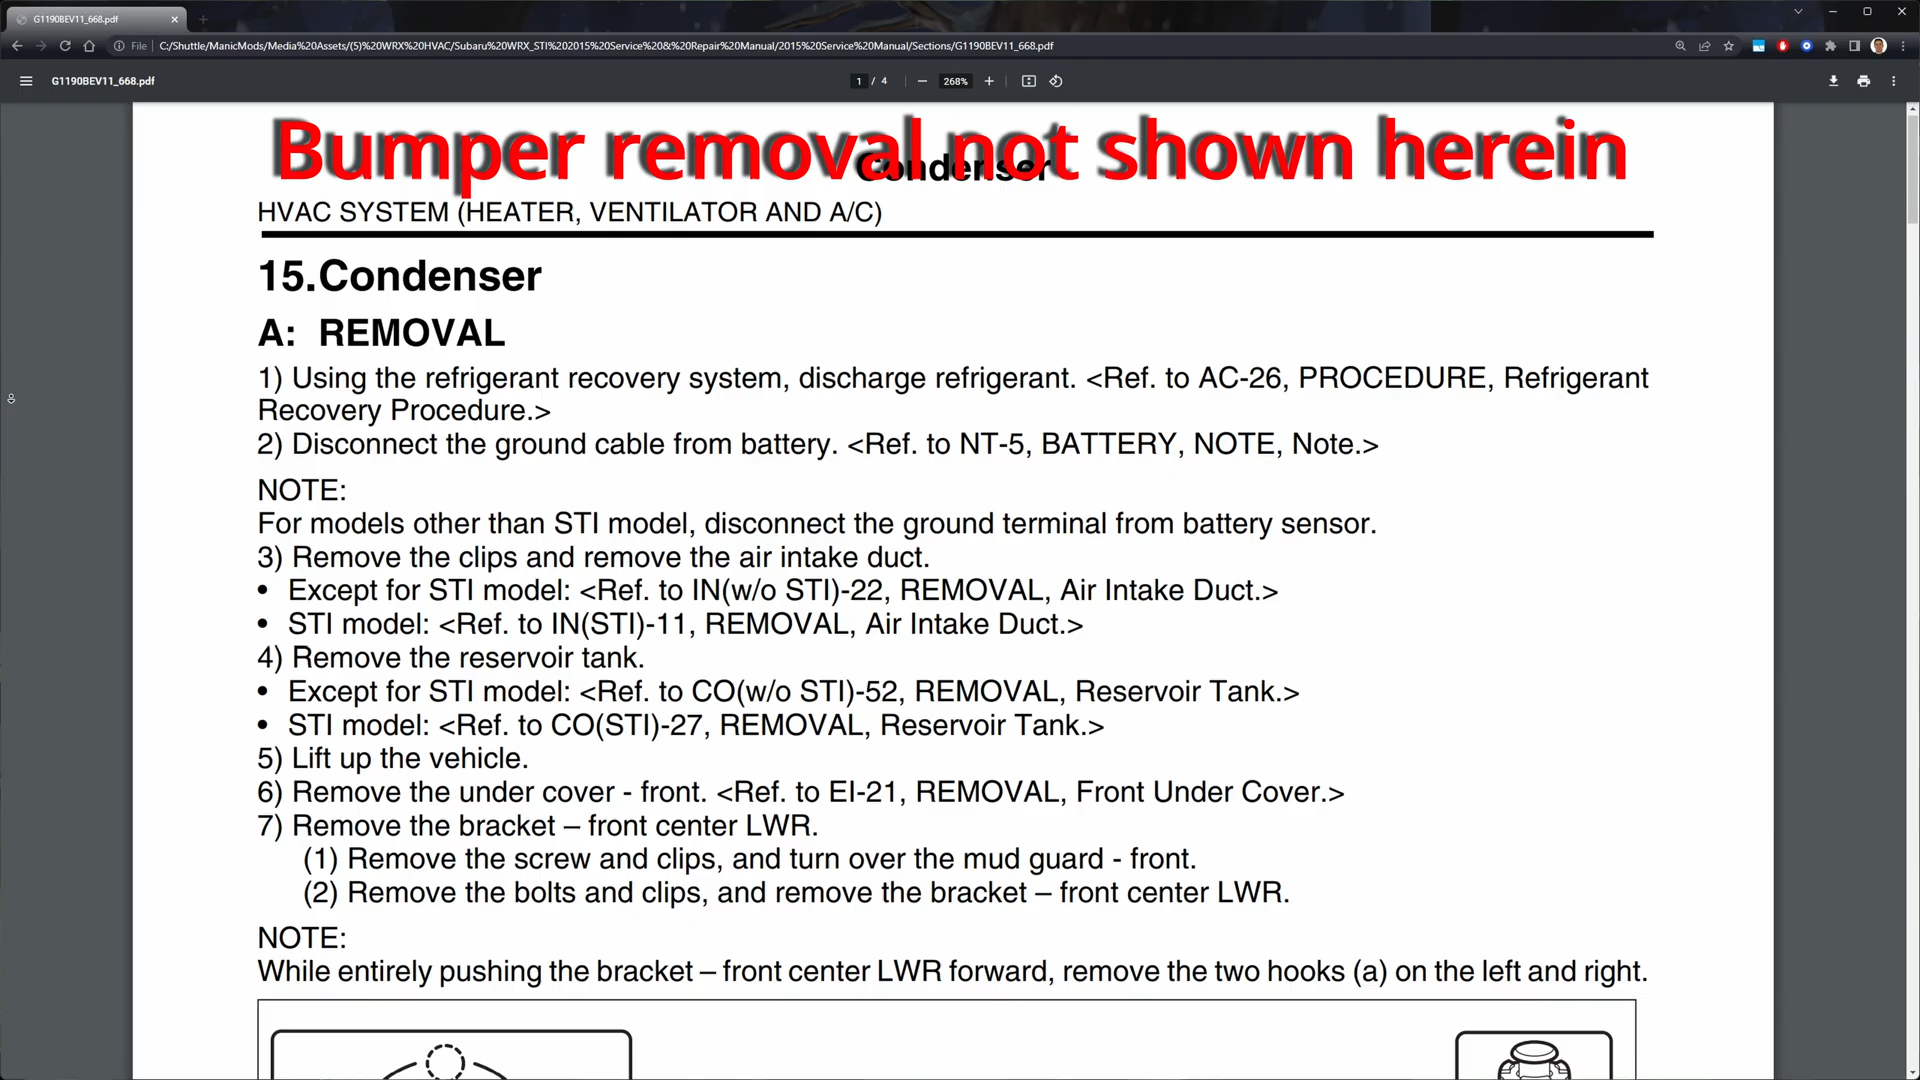 G1190BEV11_668.pdf
File C:/Shuttle/ManicMods/Media%20Assets/(5)%20WRX%20HVAC/Subaru%20WRX_STI%202015%20Service%20&%20Repair%20Manual/2015%20Service%20Manual/Sections/G1190BEV11_668.pdf
G1190BEV11_668.pdf 1 / 4 268%
Bumper removal not shown herein
Condenser
HVAC SYSTEM (HEATER, VENTILATOR AND A/C)
15.Condenser
A: REMOVAL
1) Using the refrigerant recovery system, discharge refrigerant. <Ref. to AC-26, PROCEDURE, Refrigerant
Recovery Procedure.>
2) Disconnect the ground cable from battery. <Ref. to NT-5, BATTERY, NOTE, Note.>
NOTE:
For models other than STI model, disconnect the ground terminal from battery sensor.
3) Remove the clips and remove the air intake duct.
• Except for STI model: <Ref. to IN(w/o STI)-22, REMOVAL, Air Intake Duct.>
• STI model: <Ref. to IN(STI)-11, REMOVAL, Air Intake Duct.>
4) Remove the reservoir tank.
• Except for STI model: <Ref. to CO(w/o STI)-52, REMOVAL, Reservoir Tank.>
• STI model: <Ref. to CO(STI)-27, REMOVAL, Reservoir Tank.>
5) Lift up the vehicle.
6) Remove the under cover - front. <Ref. to EI-21, REMOVAL, Front Under Cover.>
7) Remove the bracket – front center LWR.
(1) Remove the screw and clips, and turn over the mud guard - front.
(2) Remove the bolts and clips, and remove the bracket – front center LWR.
NOTE:
While entirely pushing the bracket – front center LWR forward, remove the two hooks (a) on the left and right.